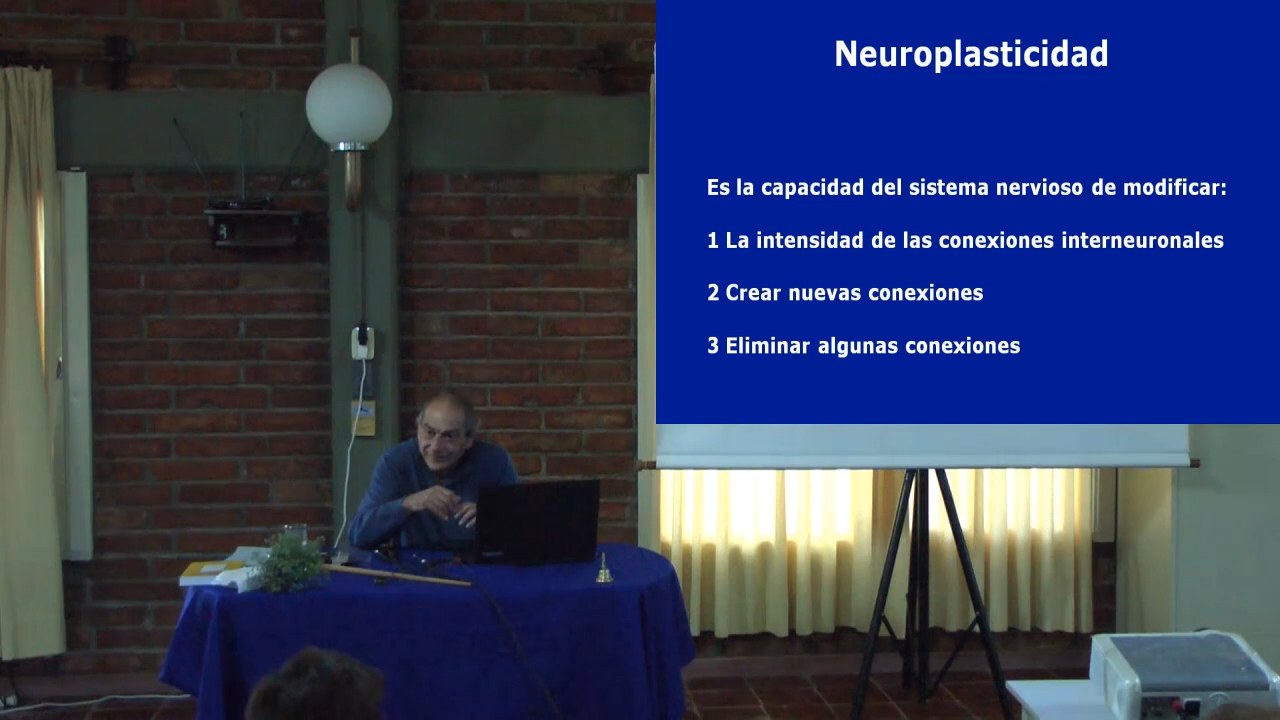 Neuroplasticidad
Es la capacidad del sistema nervioso de modificar:
1 La intensidad de las conexiones interneuronales
2 Crear nuevas conexiones
3 Eliminar algunas conexiones